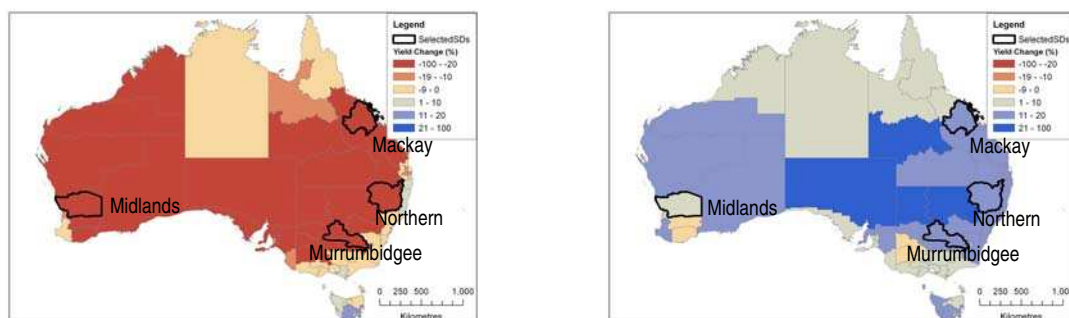 Legend
SelectedSDs
Yield Change (%)
-100 - -20
-19 - -10
-9 - 0
1 - 10
11 - 20
21 - 100
Mackay
Midlands
Northern
Murrumbidgee
0 250 500 1,000
Kilometres
Legend
SelectedSDs
Yield Change (%)
-100 - -20
-19 - -10
-9 - 0
1 - 10
11 - 20
21 - 100
Mackay
Midlands
Northern
Murrumbidgee
0 250 500 1,000
Kilometres